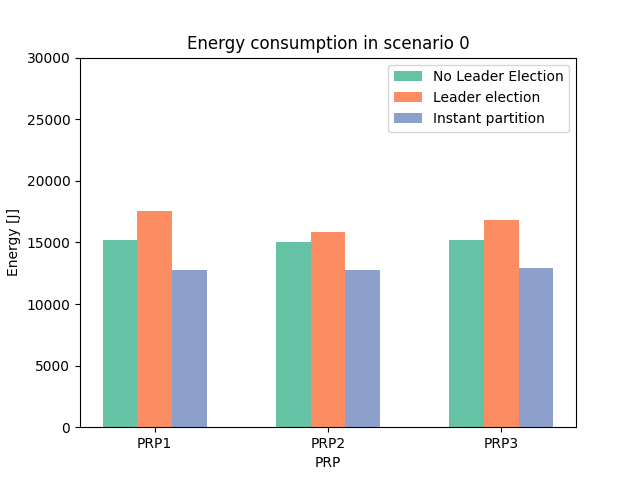 Energy consumption in scenario 0
30000
25000
20000
15000
10000
5000
0
Energy [J]
No Leader Election
Leader election
Instant partition
PRP1
PRP2
PRP3
PRP